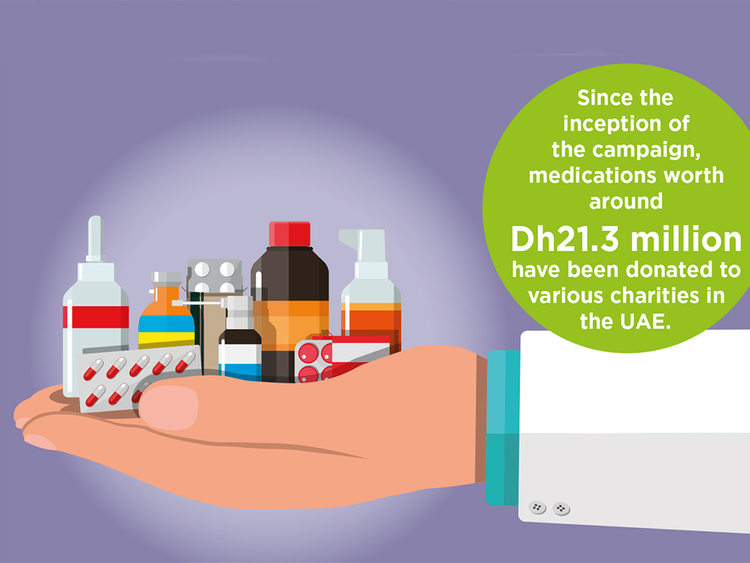 Since the
inception of
the campaign,
medications worth
around
Dh21.3 million
have been donated to
various charities in
the UAE.